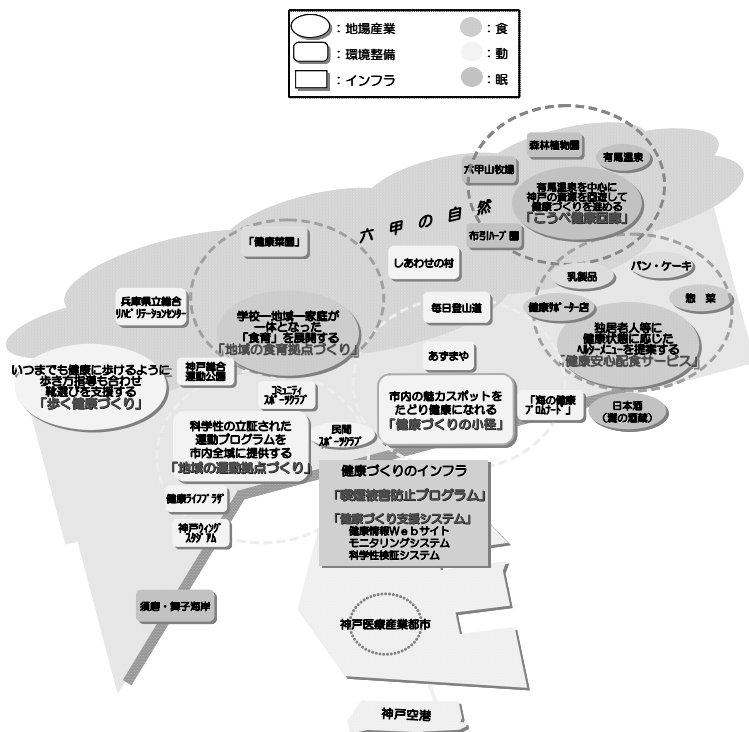 ：地場産業
：環境整備
：インフラ
：食
：動
：眠
森林植物園
有馬温泉
六甲山牧場
有馬温泉を中心に
神戸の資源を回遊して
健康づくりを進める
「こうべ健康回廊」
六甲の自然
布引ﾊｰﾌﾞ園
「健康菜園」
しあわせの村
乳製品
パン・ケーキ
惣菜
兵庫県立総合
ﾘﾊﾋﾞﾘﾃｰｼｮﾝセンター
毎日登山道
健康ｻﾎﾟｰﾀｰ店
学校－地域－家庭が
一体となった
「食育」を展開する
「地域の食育拠点づくり」
独居老人等に
健康状態に応じた
ﾍﾙｼｰﾒﾆｭｰを提案する
「健康安心配食サービス」
あずまや
いつまでも健康に歩けるように
歩き方指導も合わせ
靴選びを支援する
「歩く健康づくり」
神戸総合
運動公園
ｺﾐｭﾆﾃｨ
ｽﾎﾟｰﾂｸﾗﾌﾞ
市内の魅力スポットを
たどり健康になれる
「健康づくりの小径」
「海の健康
ﾌﾟﾛﾑﾅｰﾄﾞ」
日本酒
（灘の酒蔵）
科学性の立証された
運動プログラムを
市内全域に提供する
「地域の運動拠点づくり」
民間
ｽﾎﾟｰﾂｸﾗﾌﾞ
健康づくりのインフラ
「喫煙被害防止プログラム」
「健康づくり支援システム」
健康情報Ｗｅｂサイト
モニタリングシステム
科学性検証システム
健康ﾗｲﾌﾌﾟﾗｻﾞ
神戸ｳｨﾝｸﾞ
ｽﾀｼﾞｱﾑ
須磨・舞子海岸
神戸医療産業都市
神戸空港